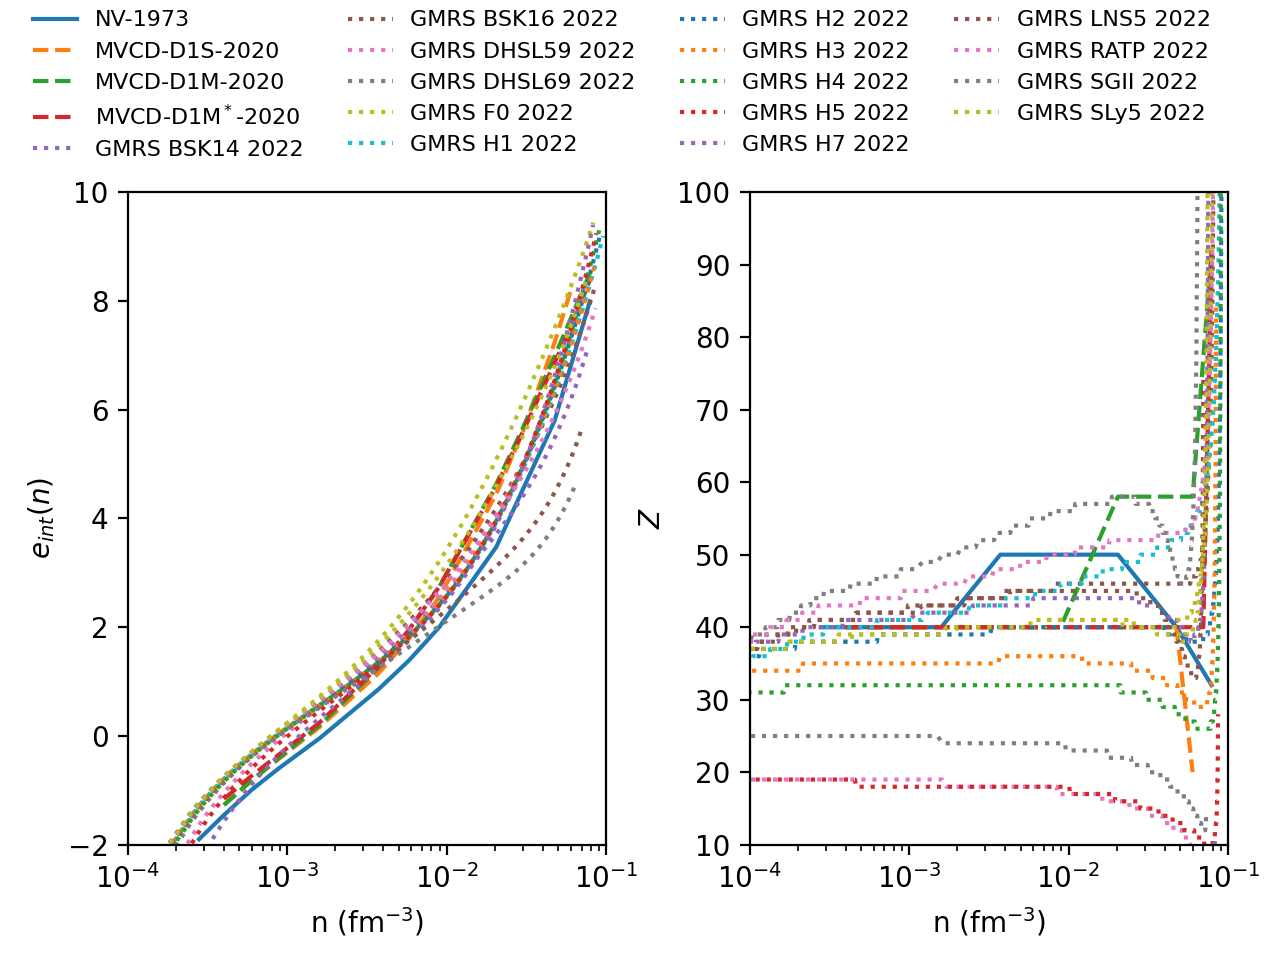 NV-1973
MVCD-D1S-2020
MVCD-D1M-2020
MVCD-D1M*-2020
GMRS BSK14 2022
GMRS BSK16 2022
GMRS DHSL59 2022
GMRS DHSL69 2022
GMRS F0 2022
GMRS H1 2022
GMRS H2 2022
GMRS H3 2022
GMRS H4 2022
GMRS H5 2022
GMRS H7 2022
GMRS LNS5 2022
GMRS RATP 2022
GMRS SGII 2022
GMRS SLy5 2022
10
8
6
4
2
0
−2
e_int(n)
10⁻⁴ 10⁻³ 10⁻² 10⁻¹
n (fm⁻³)
100
90
80
70
60
50
40
30
20
10
Z
10⁻⁴ 10⁻³ 10⁻² 10⁻¹
n (fm⁻³)